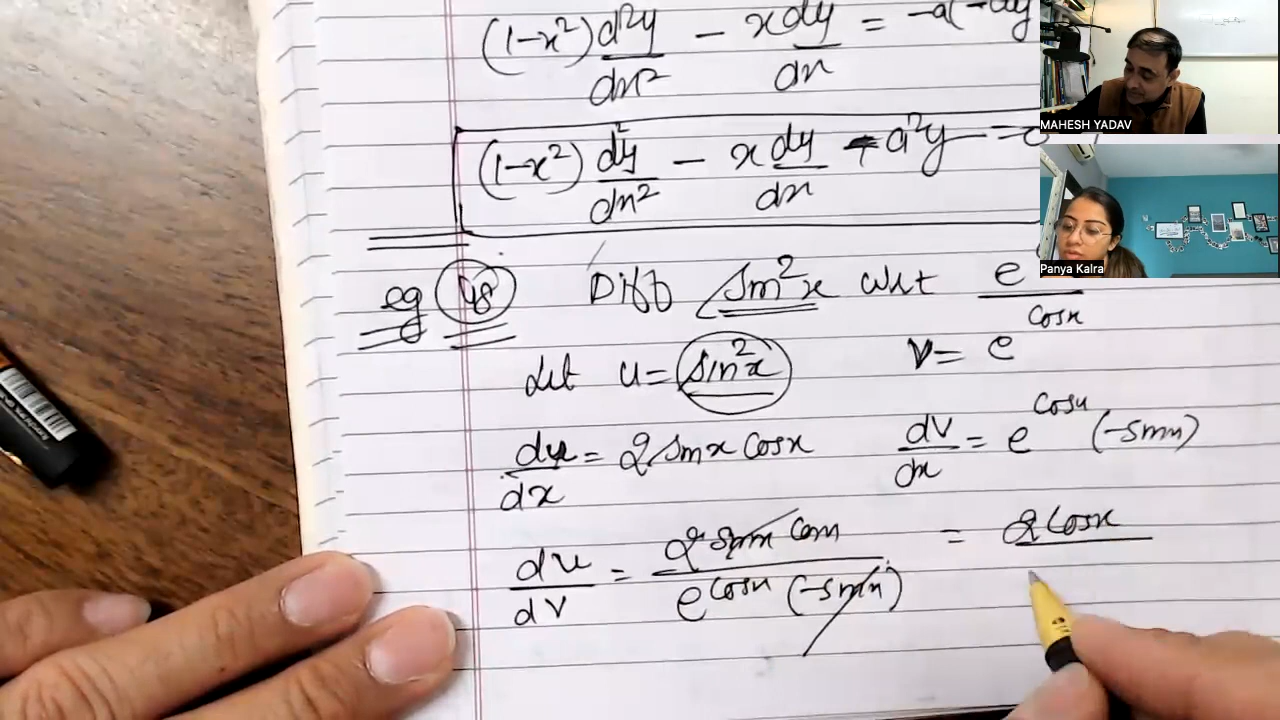 (1-x²) d²y/dx² - x dy/dx = -a(-ay
MAHESH YADAV
(1-x²) d²y/dx² - x dy/dx + a²y = 0
Panya Kalra
eg 48 Diff sin²x wrt e
Let u = sin²x v = e^cosx
du/dx = 2 sinx cosx dv/dx = e^cosx (-sinx)
du/dv = 2 sinx cosx / e^cosx (-sinx) = 2 cosx